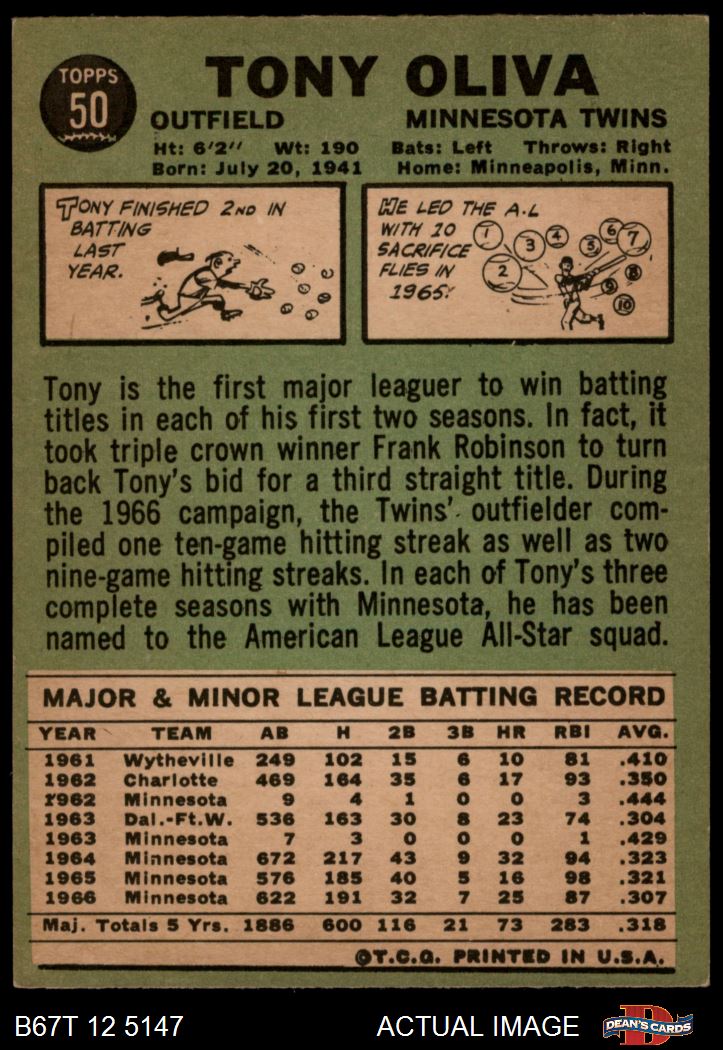 TOPPS
50
TONY OLIVA
OUTFIELD MINNESOTA TWINS
Ht: 6'2" Wt: 190 Bats: Left Throws: Right
Born: July 20, 1941 Home: Minneapolis, Minn.
TONY FINISHED 2ND IN
BATTING
LAST
YEAR.
HE LED THE A.L
WITH 10
SACRIFICE
FLIES IN
1965.
1
2
3
4
5
6
7
8
9
10
Tony is the first major leaguer to win batting
titles in each of his first two seasons. In fact, it
took triple crown winner Frank Robinson to turn
back Tony's bid for a third straight title. During
the 1966 campaign, the Twins' outfielder com-
piled one ten-game hitting streak as well as two
nine-game hitting streaks. In each of Tony's three
complete seasons with Minnesota, he has been
named to the American League All-Star squad.
MAJOR & MINOR LEAGUE BATTING RECORD
YEAR TEAM AB H 2B 3B HR RBI AVG.
1961 Wytheville 249 102 15 6 10 81 .410
1962 Charlotte 469 164 35 6 17 93 .350
1962 Minnesota 9 4 1 0 0 3 .444
1963 Dal.-Ft.W. 536 163 30 8 23 74 .304
1963 Minnesota 7 3 0 0 0 1 .429
1964 Minnesota 672 217 43 9 32 94 .323
1965 Minnesota 576 185 40 5 16 98 .321
1966 Minnesota 622 191 32 7 25 87 .307
Maj. Totals 5 Yrs. 1886 600 116 21 73 283 .318
©T.C.G. PRINTED IN U.S.A.
B67T 12 5147 ACTUAL IMAGE DEAN'S CARDS